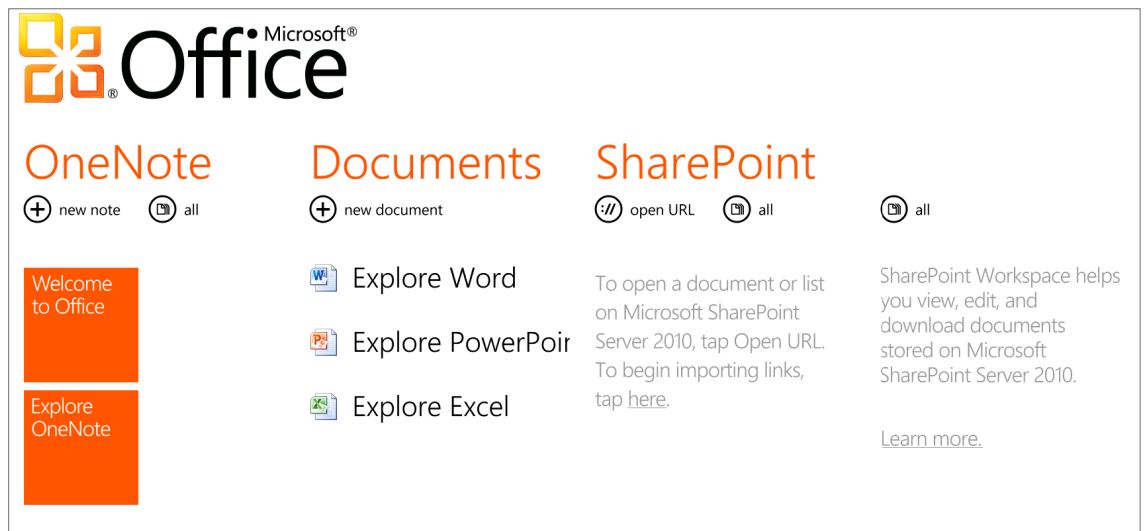 Microsoft®
Office
OneNote
new note
all
Welcome
to Office
Explore
OneNote
Documents
new document
Explore Word
Explore PowerPoin
Explore Excel
SharePoint
:// open URL
all
To open a document or list
on Microsoft SharePoint
Server 2010, tap Open URL.
To begin importing links,
tap here.
all
SharePoint Workspace helps
you view, edit, and
download documents
stored on Microsoft
SharePoint Server 2010.
Learn more.